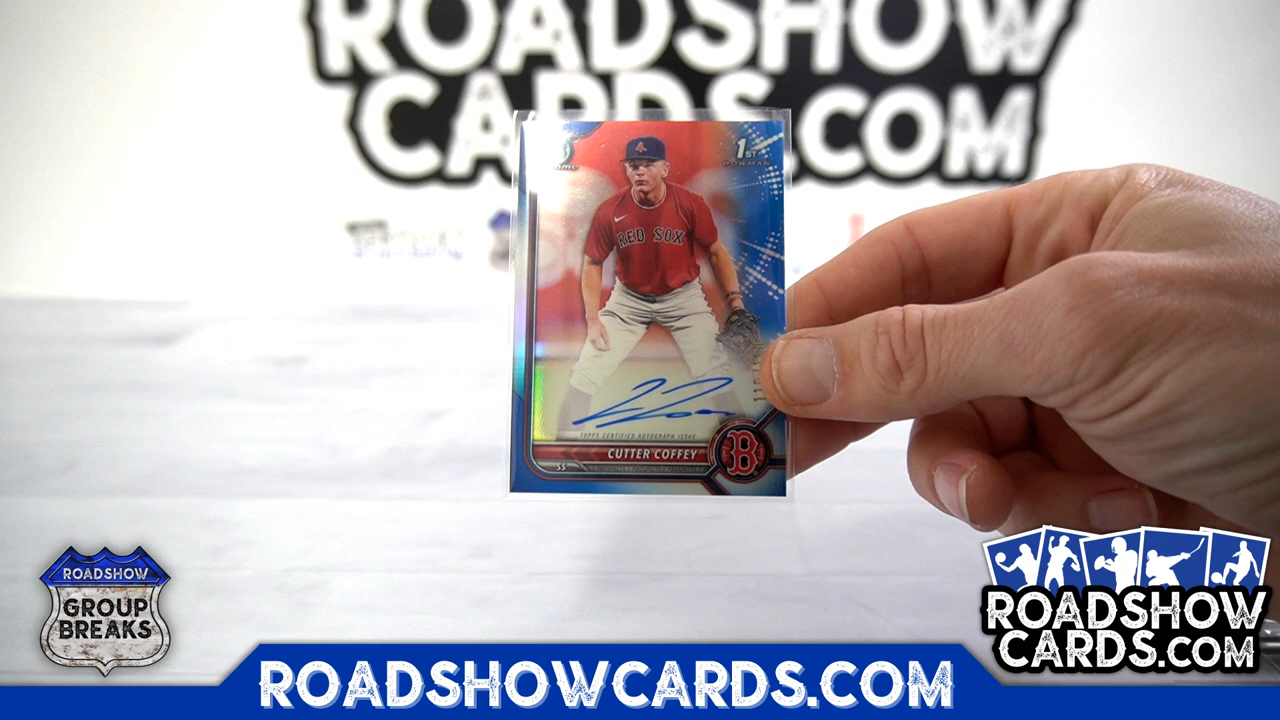 ROADSHOW
CARDS.COM
1ST
BOWMAN
RED SOX
TOPPS CERTIFIED AUTOGRAPH ISSUE
CUTTER COFFEY
SS
B
ROADSHOW
GROUP
BREAKS
ROADSHOW
CARDS.COM
ROADSHOWCARDS.COM